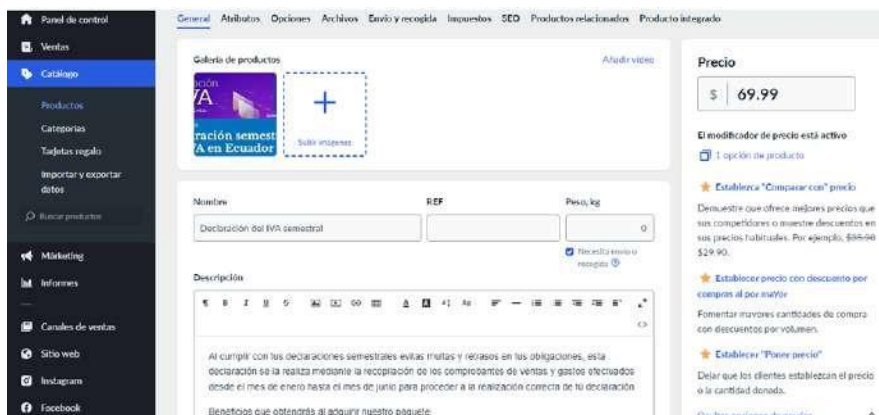 Panel de control
Ventas
Catálogo
Productos
Categorías
Tarjetas regalo
Importar y exportar
datos
Buscar productos
Márketing
Informes
Canales de ventas
Sitio web
Instagram
Facebook
General Atributos Opciones Archivos Envío y recogida Impuestos SEO Productos relacionados Producto integrado
Galería de productos
Añadir vídeo
ración semest
A en Ecuador
Subir imágenes
Nombre
REF
Peso, kg
Declaración del IVA semestral
0
Necesita envío o
recogida
Descripción
Al cumplir con tus declaraciones semestrales evitas multas y retrasos en tus obligaciones, esta
declaración se la realiza mediante la recopilación de los comprobantes de ventas y gastos efectuados
desde el mes de enero hasta el mes de junio para proceder a la realización correcta de tu declaración
Beneficios que obtendrás al adquirir nuestro paquete
Precio
$ 69.99
El modificador de precio está activo
1 opción de producto
Establezca "Comparar con" precio
Demuestre que ofrece mejores precios que
sus competidores o muestre descuentos en
sus precios habituales. Por ejemplo, $35.90
$29.90.
Establecer precio con descuento por
compras al por mayor
Fomentar mayores cantidades de compra
con descuentos por volumen.
Establecer "Poner precio"
Dejar que los clientes establezcan el precio
o la cantidad donada.